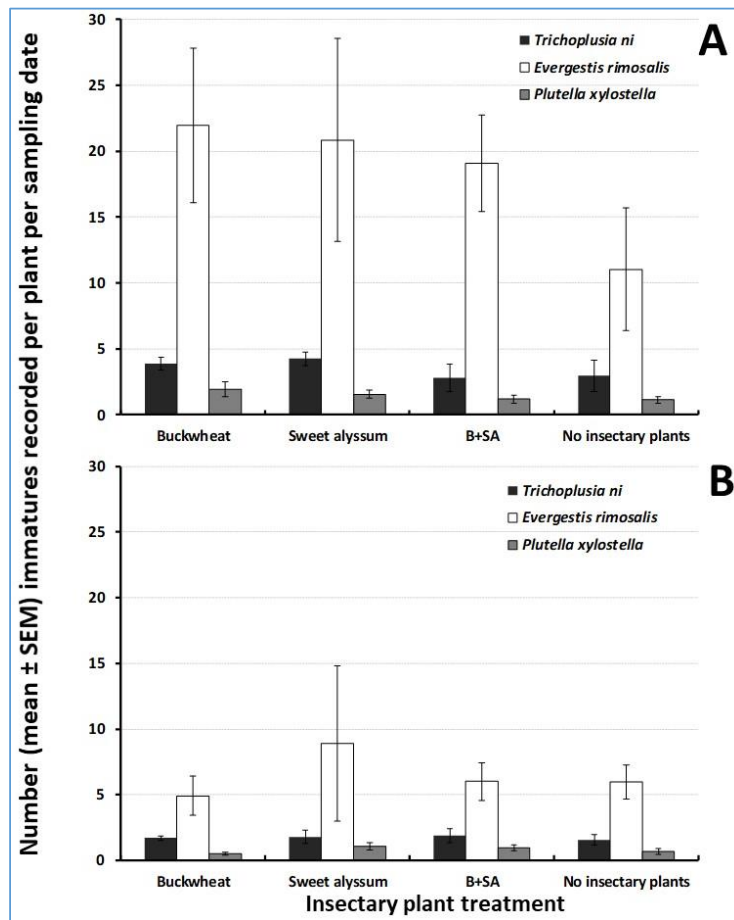 Number (mean ± SEM) immatures recorded per plant per sampling date
A
30
25
20
15
10
5
0
Trichoplusia ni
Evergestis rimosalis
Plutella xylostella
Buckwheat Sweet alyssum B+SA No insectary plants
B
30
25
20
15
10
5
0
Trichoplusia ni
Evergestis rimosalis
Plutella xylostella
Buckwheat Sweet alyssum B+SA No insectary plants
Insectary plant treatment